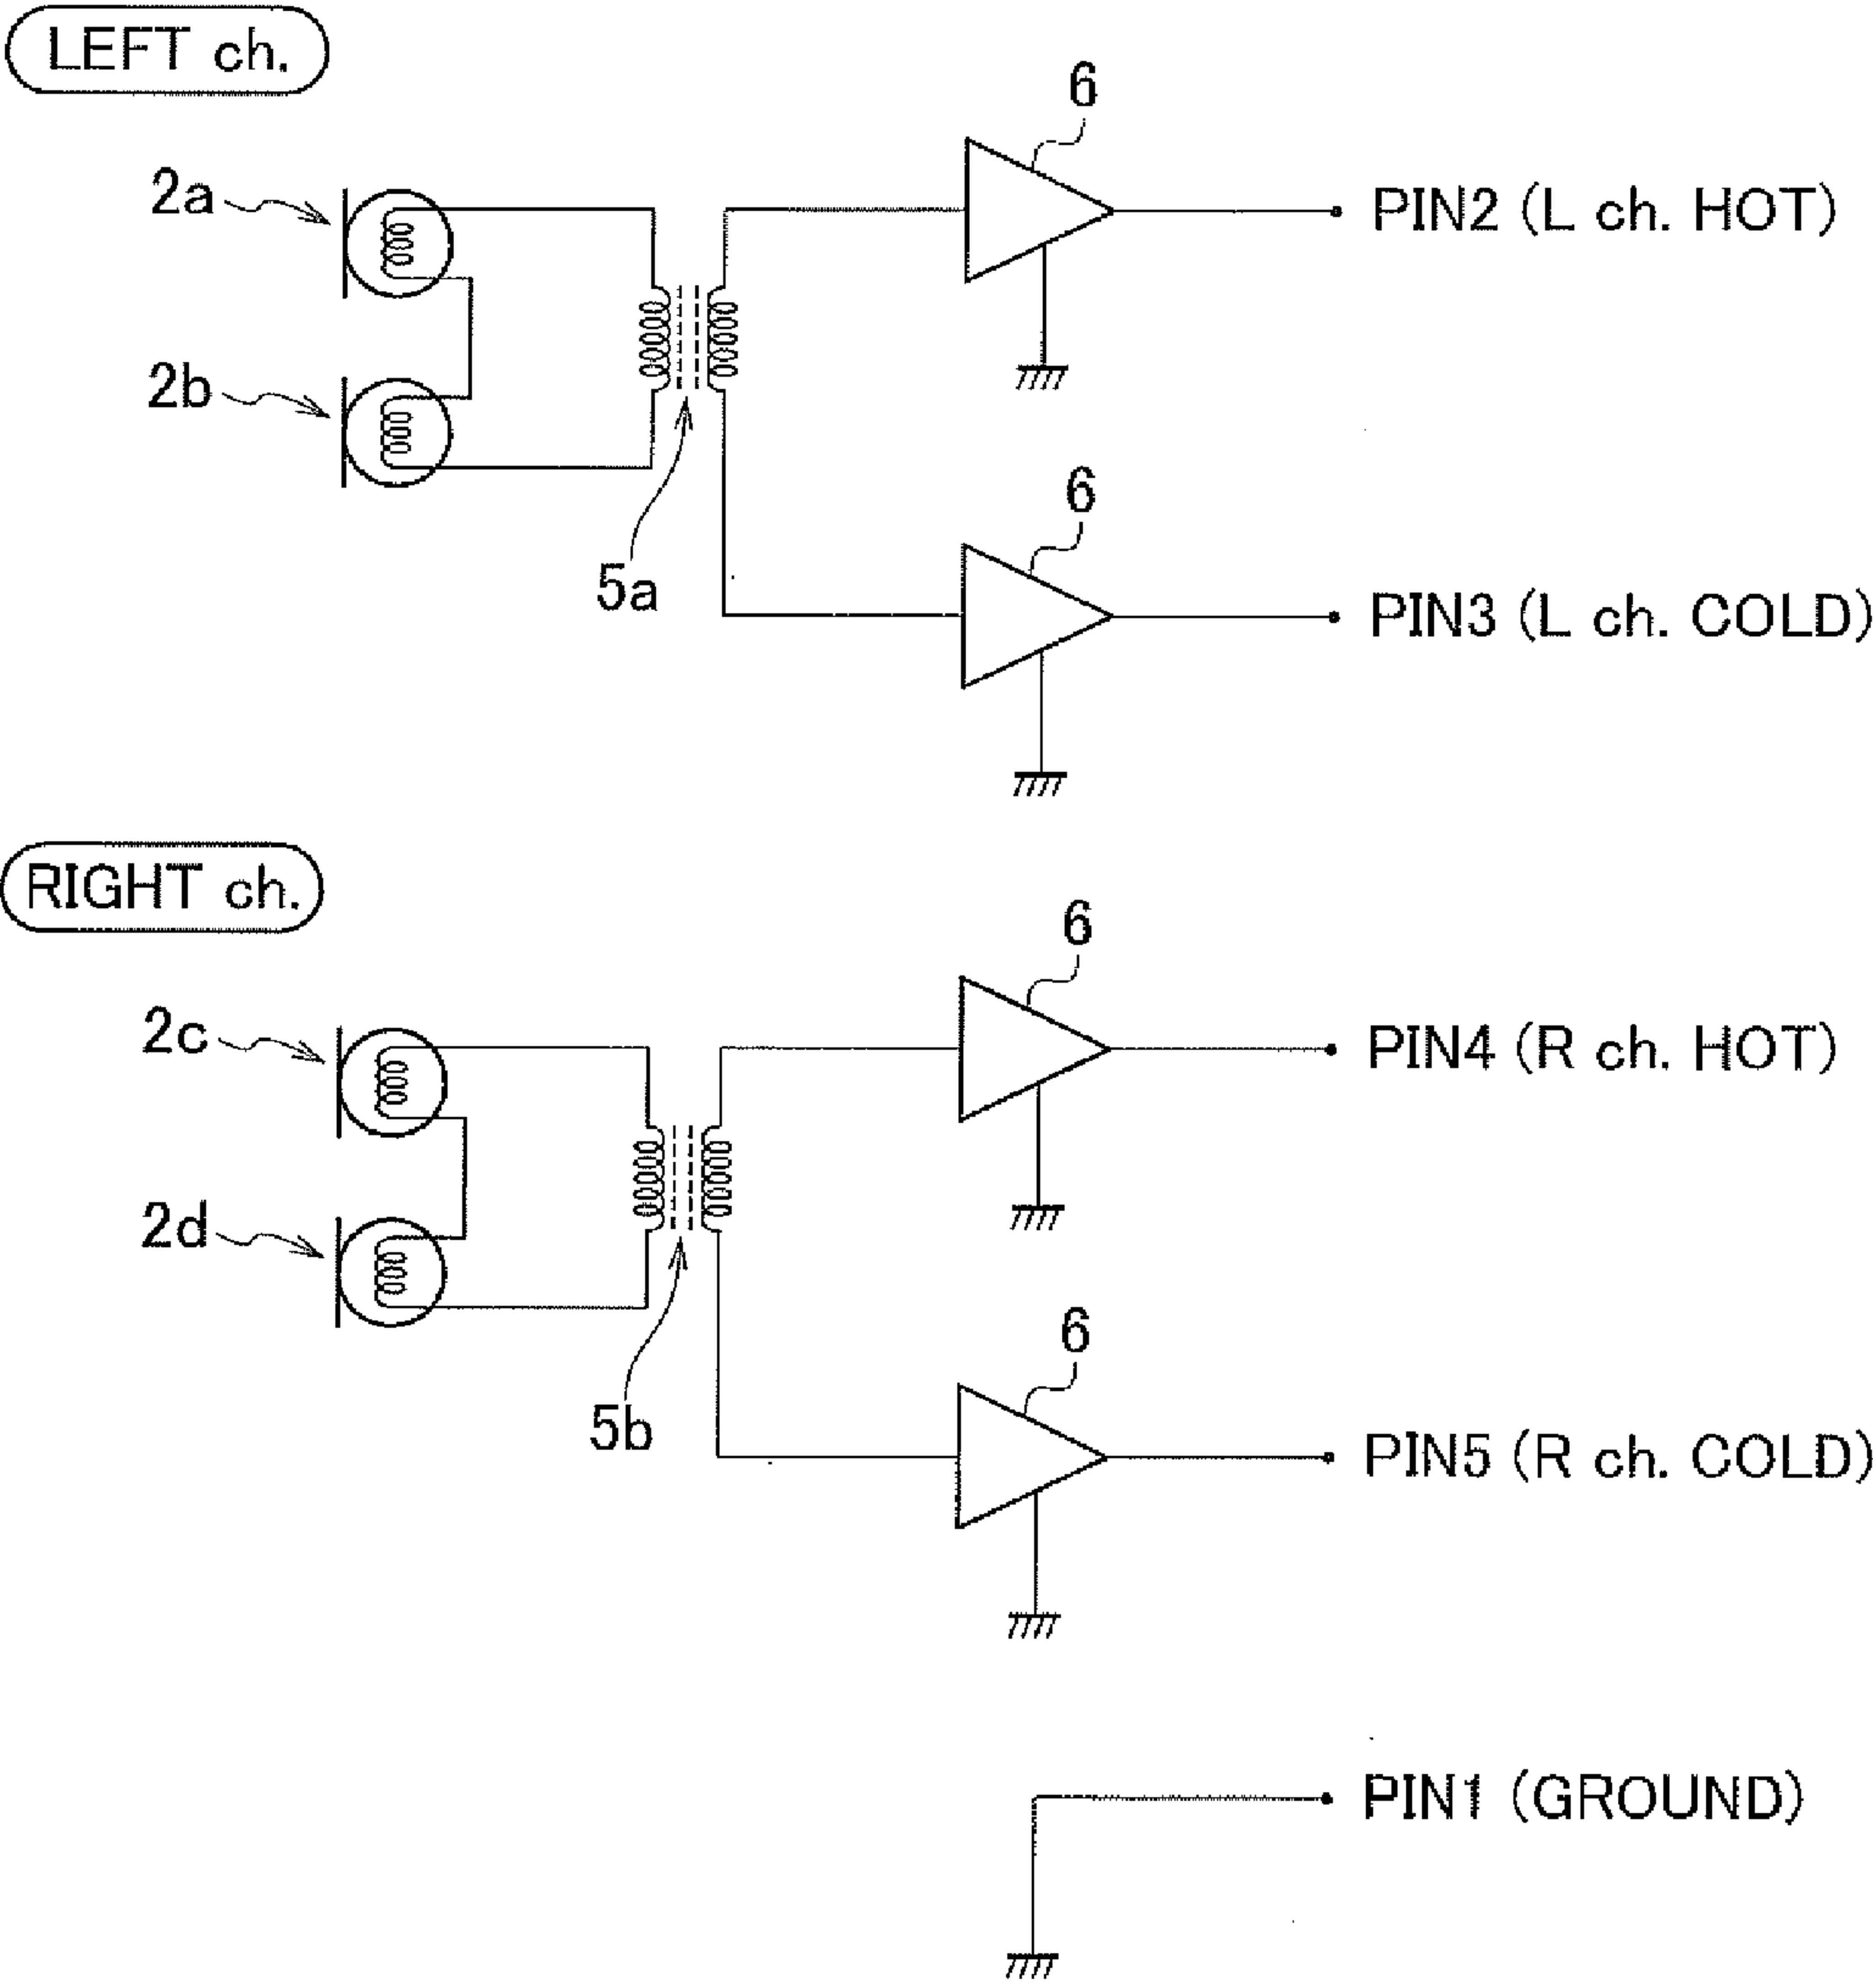 LEFT ch.
6
2a
PIN2 (L ch. HOT)
2b
6
5a
PIN3 (L ch. COLD)
RIGHT ch.
6
2c
PIN4 (R ch. HOT)
2d
6
5b
PIN5 (R ch. COLD)
PIN1 (GROUND)